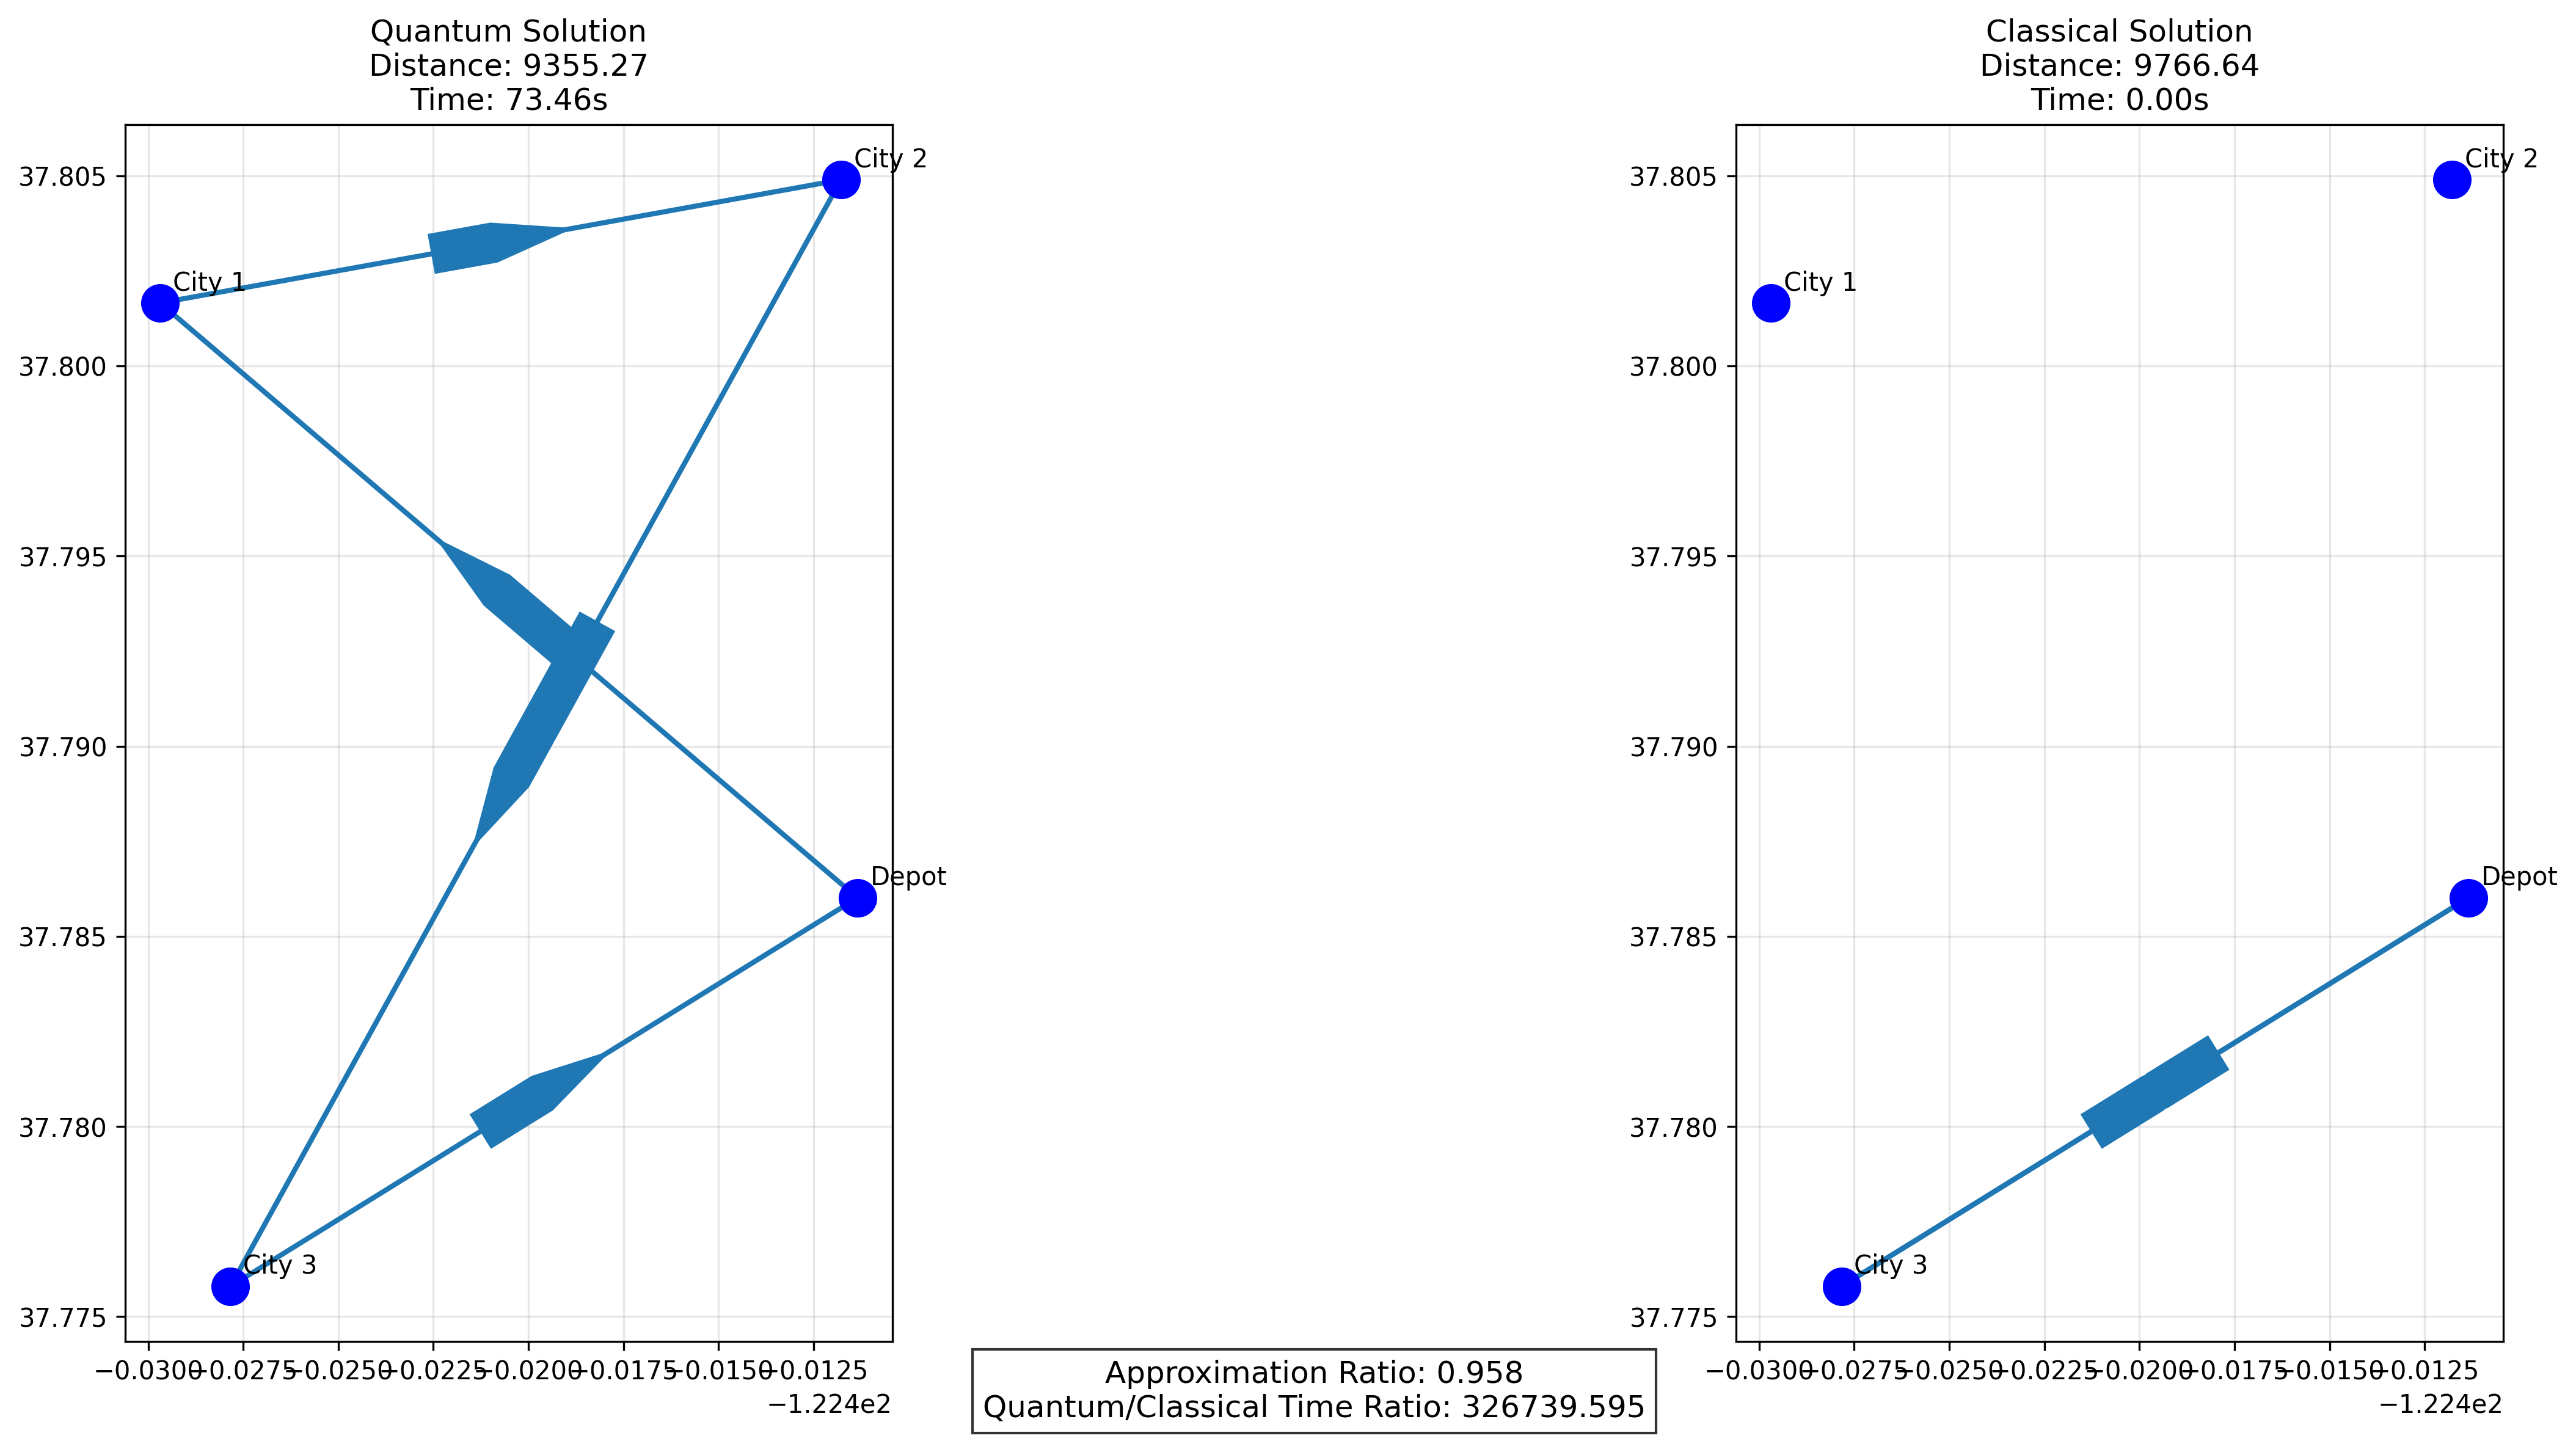 Quantum Solution
Distance: 9355.27
Time: 73.46s
37.805
37.800
37.795
37.790
37.785
37.780
37.775
City 2
City 1
Depot
City 3
−0.0300
−0.0275
−0.0250
−0.0225
−0.0200
−0.0175
−0.0150
−0.0125
−1.224e2
Classical Solution
Distance: 9766.64
Time: 0.00s
37.805
37.800
37.795
37.790
37.785
37.780
37.775
City 2
City 1
Depot
City 3
−0.0300
−0.0275
−0.0250
−0.0225
−0.0200
−0.0175
−0.0150
−0.0125
−1.224e2
Approximation Ratio: 0.958
Quantum/Classical Time Ratio: 326739.595